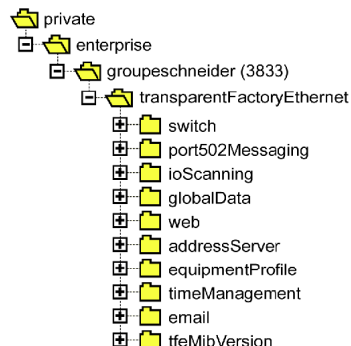 private
enterprise
groupeschneider (3833)
transparentFactoryEthernet
switch
port502Messaging
ioScanning
globalData
web
addressServer
equipmentProfile
timeManagement
email
tfeMibVersion